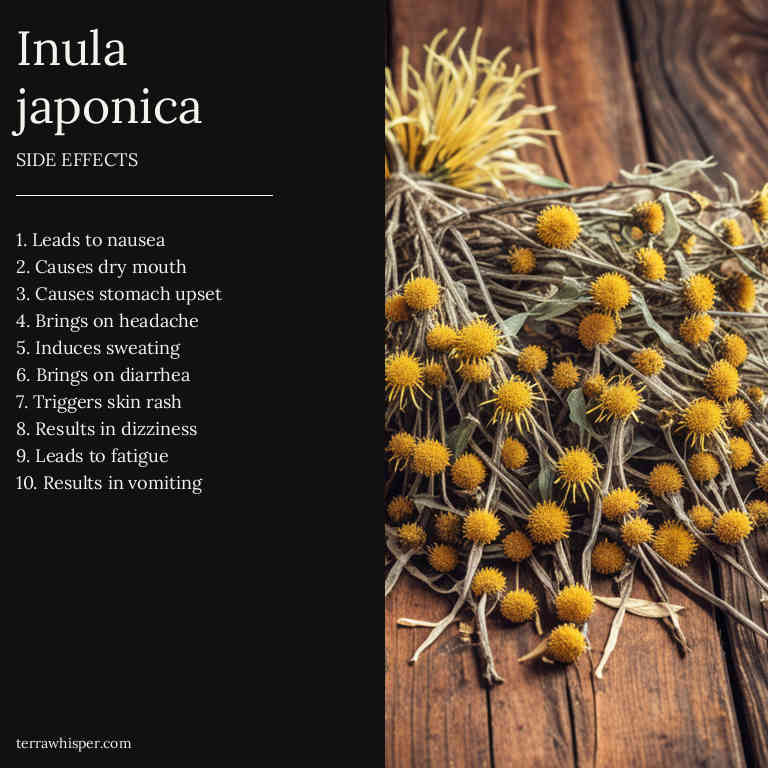 Inula
japonica
SIDE EFFECTS
1. Leads to nausea
2. Causes dry mouth
3. Causes stomach upset
4. Brings on headache
5. Induces sweating
6. Brings on diarrhea
7. Triggers skin rash
8. Results in dizziness
9. Leads to fatigue
10. Results in vomiting
terrawhisper.com